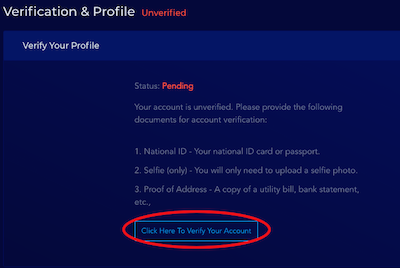 Verification & Profile Unverified
Verify Your Profile
Status: Pending
Your account is unverified. Please provide the following
documents for account verification:
1. National ID - Your national ID card or passport.
2. Selfie (only) - You will only need to upload a selfie photo.
3. Proof of Address - A copy of a utility bill, bank statement,
etc.,
Click Here To Verify Your Account